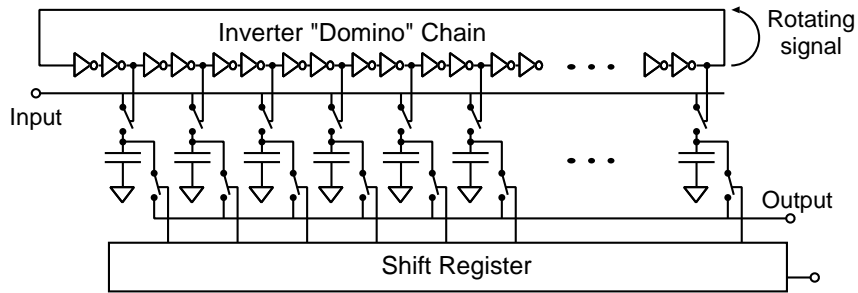 Inverter "Domino" Chain
Rotating
signal
Input
Output
Shift Register